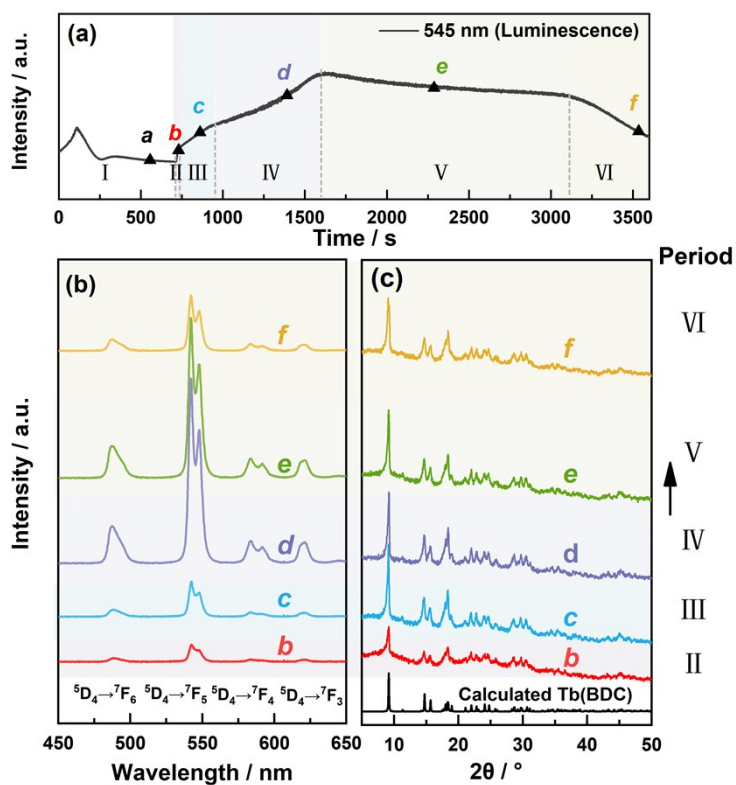 (a)
545 nm (Luminescence)
Intensity / a.u.
a
b
c
d
e
f
I
II
III
IV
V
VI
0 500 1000 1500 2000 2500 3000 3500
Time / s
(b)
f
e
d
c
b
⁵D₄→⁷F₆ ⁵D₄→⁷F₅ ⁵D₄→⁷F₄ ⁵D₄→⁷F₃
Intensity / a.u.
450 500 550 600 650
Wavelength / nm
(c)
f
e
d
c
b
Calculated Tb(BDC)
10 20 30 40 50
2θ / °
Period
VI
V
IV
III
II